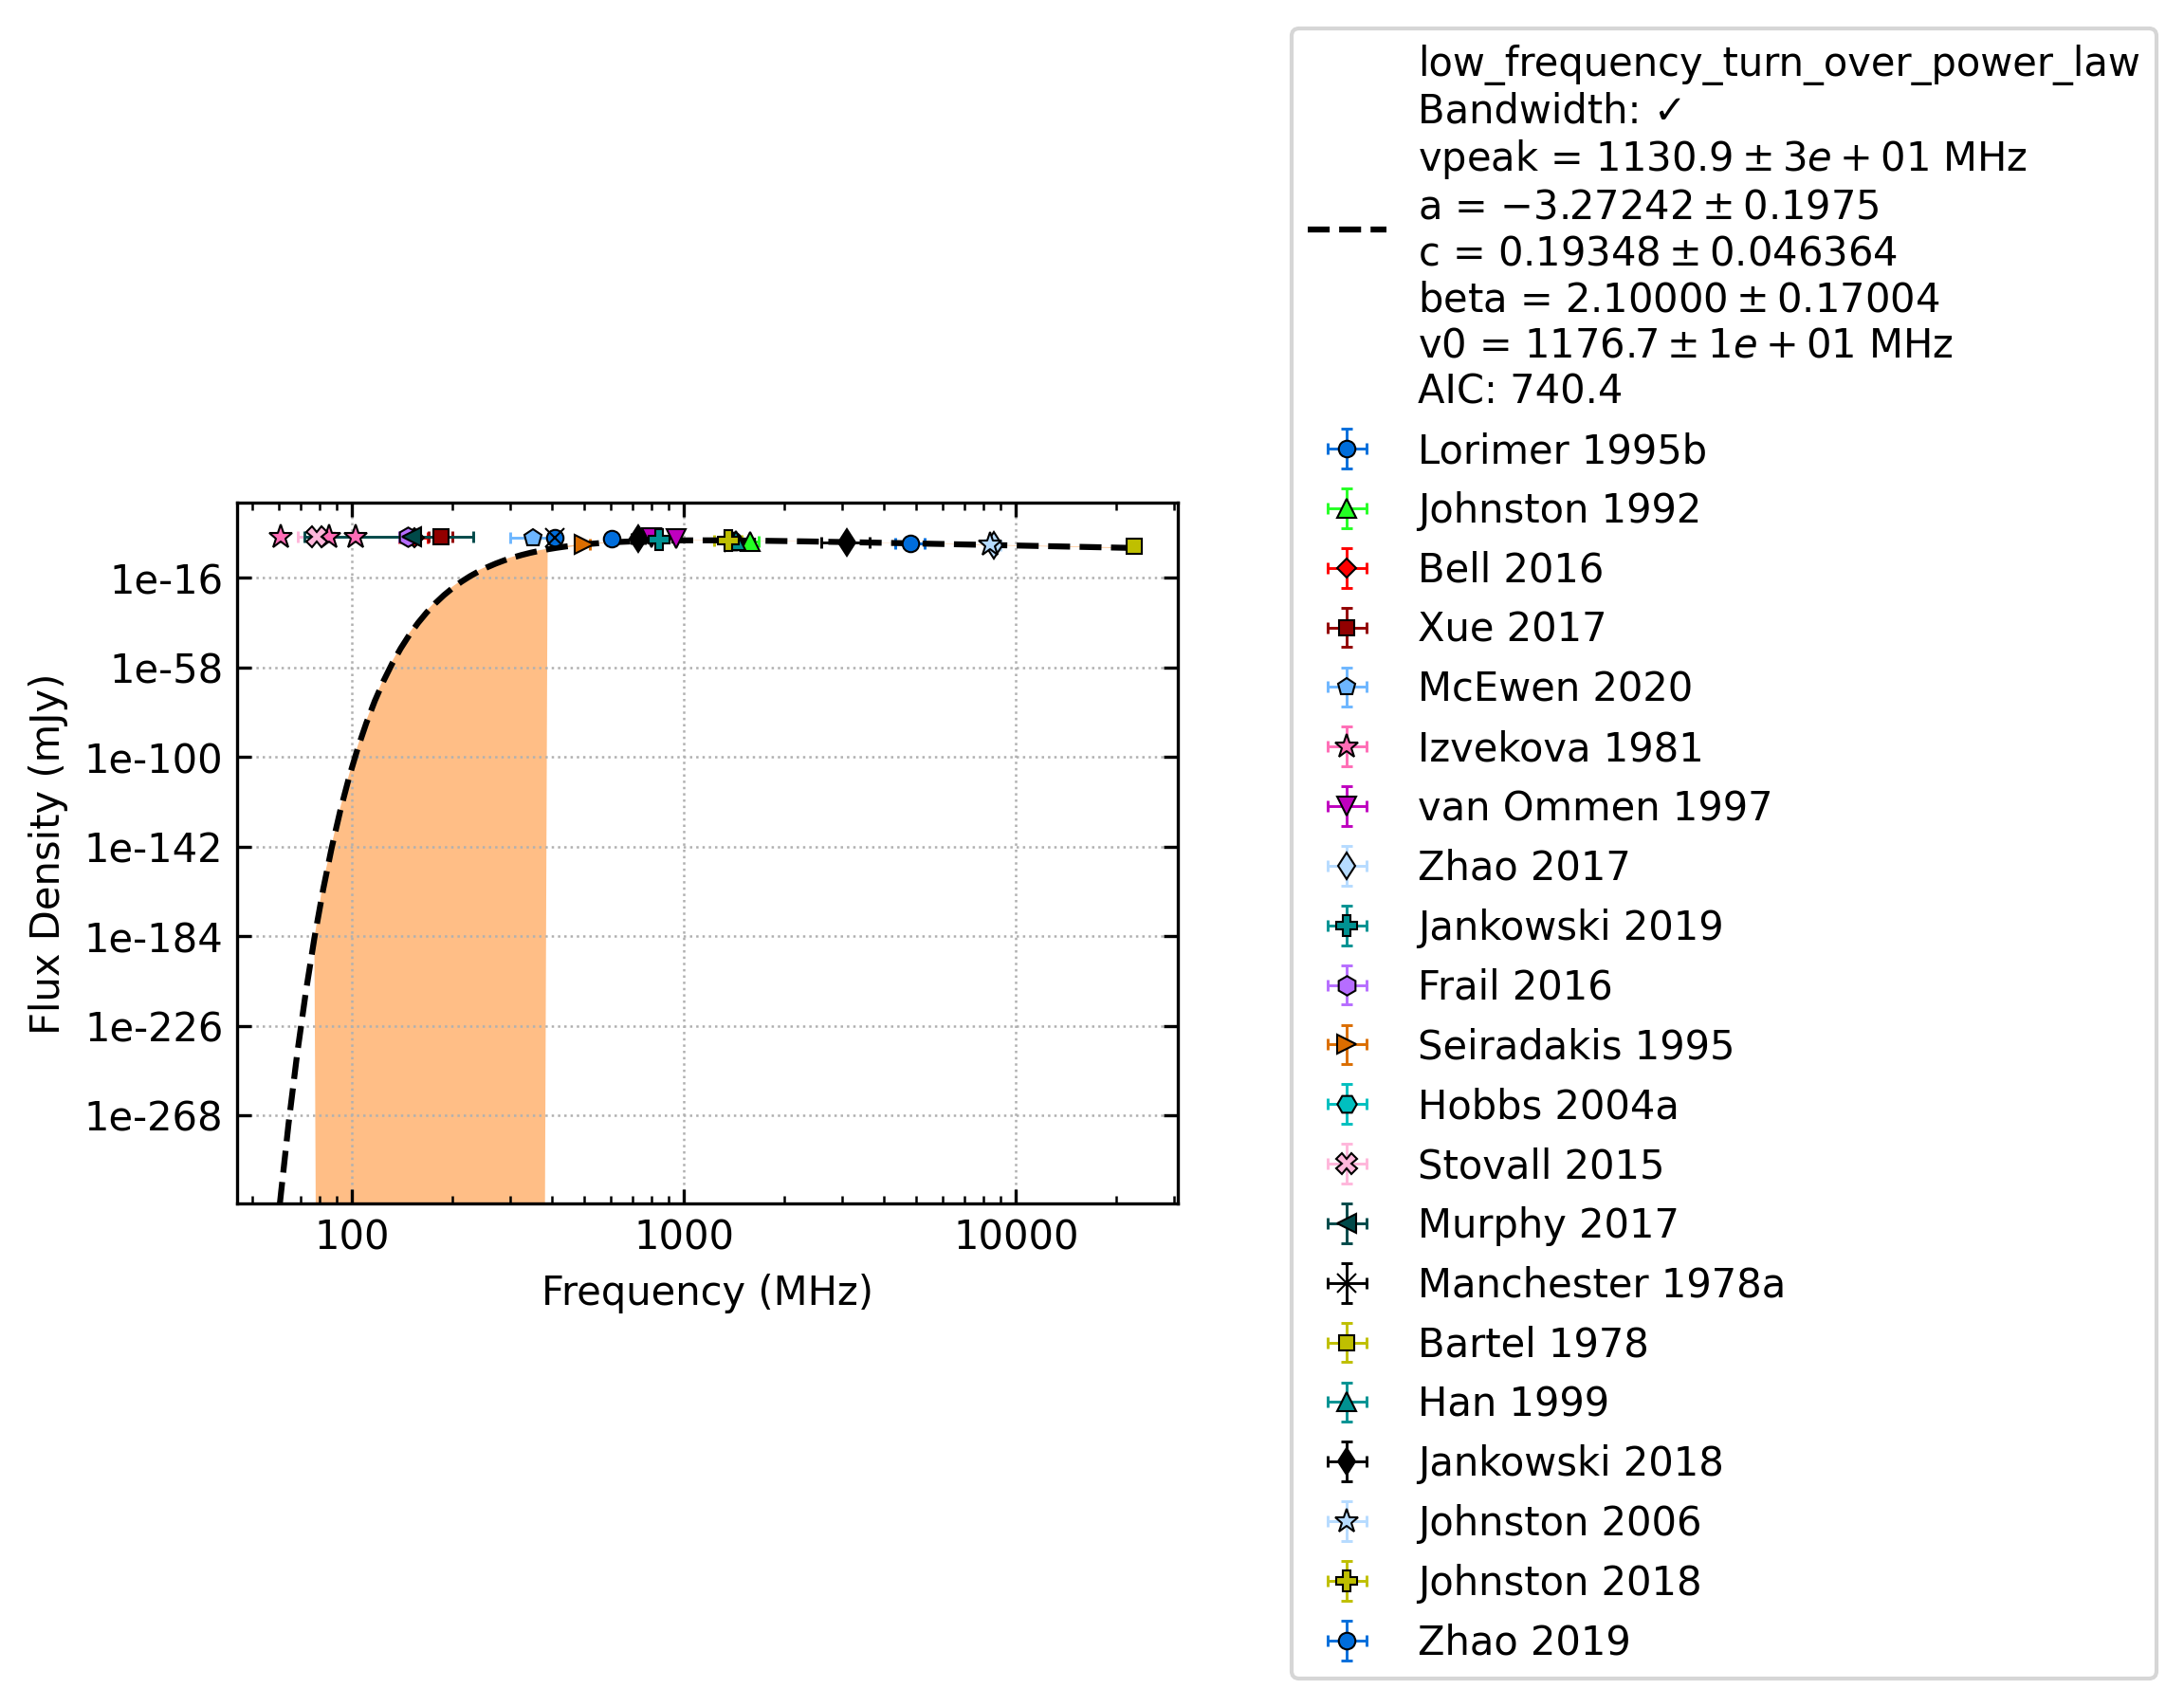 1e-16
1e-58
1e-100
1e-142
1e-184
1e-226
1e-268
Flux Density (mJy)
100 1000 10000
Frequency (MHz)
low_frequency_turn_over_power_law
Bandwidth: ✓
vpeak = 1130.9 ± 3e + 01 MHz
a = −3.27242 ± 0.1975
c = 0.19348 ± 0.046364
beta = 2.10000 ± 0.17004
v0 = 1176.7 ± 1e + 01 MHz
AIC: 740.4
Lorimer 1995b
Johnston 1992
Bell 2016
Xue 2017
McEwen 2020
Izvekova 1981
van Ommen 1997
Zhao 2017
Jankowski 2019
Frail 2016
Seiradakis 1995
Hobbs 2004a
Stovall 2015
Murphy 2017
Manchester 1978a
Bartel 1978
Han 1999
Jankowski 2018
Johnston 2006
Johnston 2018
Zhao 2019